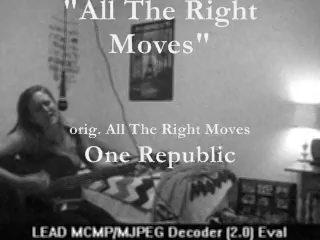 "All The Right
Moves"
orig. All The Right Moves
One Republic
LEAD MCMP/MJPEG Decoder (2.0) Eval